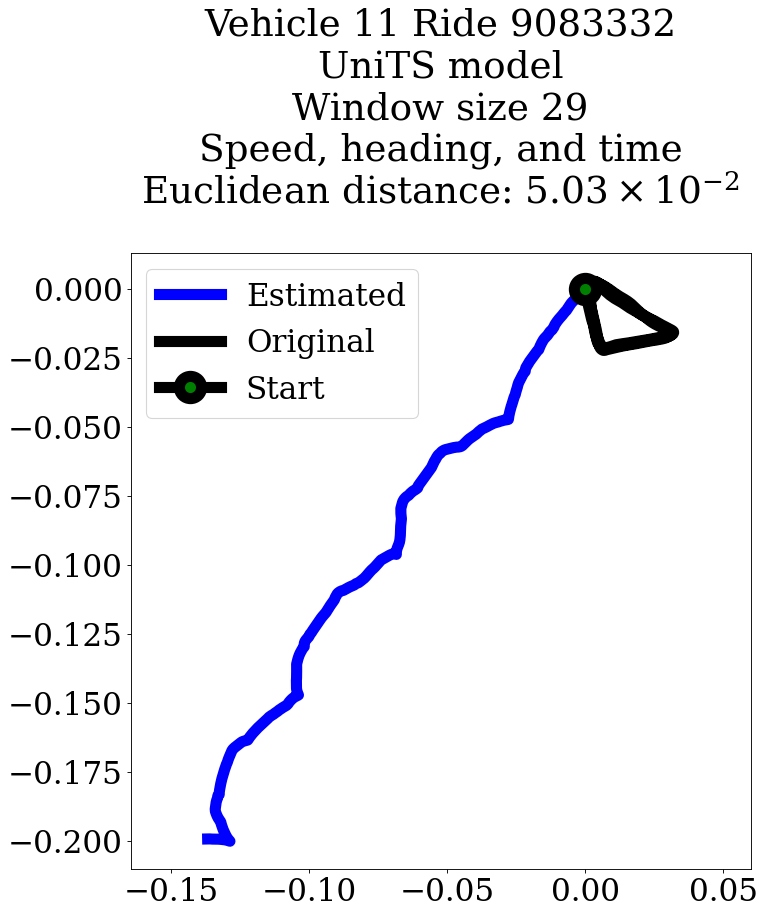 Vehicle 11 Ride 9083332
UniTS model
Window size 29
Speed, heading, and time
Euclidean distance: 5.03 × 10⁻²
Estimated
Original
Start
0.000
−0.025
−0.050
−0.075
−0.100
−0.125
−0.150
−0.175
−0.200
−0.15 −0.10 −0.05 0.00 0.05